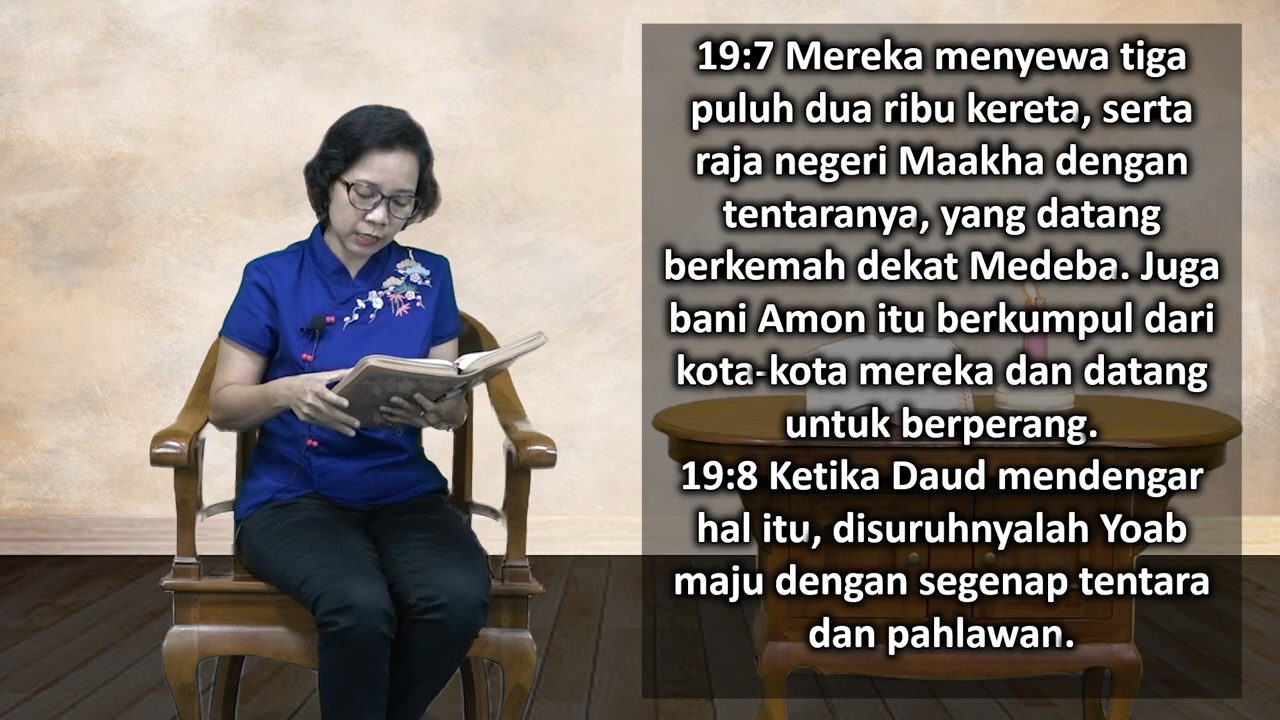 19:7 Mereka menyewa tiga
puluh dua ribu kereta, serta
raja negeri Maakha dengan
tentaranya, yang datang
berkemah dekat Medeba. Juga
bani Amon itu berkumpul dari
kota-kota mereka dan datang
untuk berperang.
19:8 Ketika Daud mendengar
hal itu, disuruhnyalah Yoab
maju dengan segenap tentara
dan pahlawan.